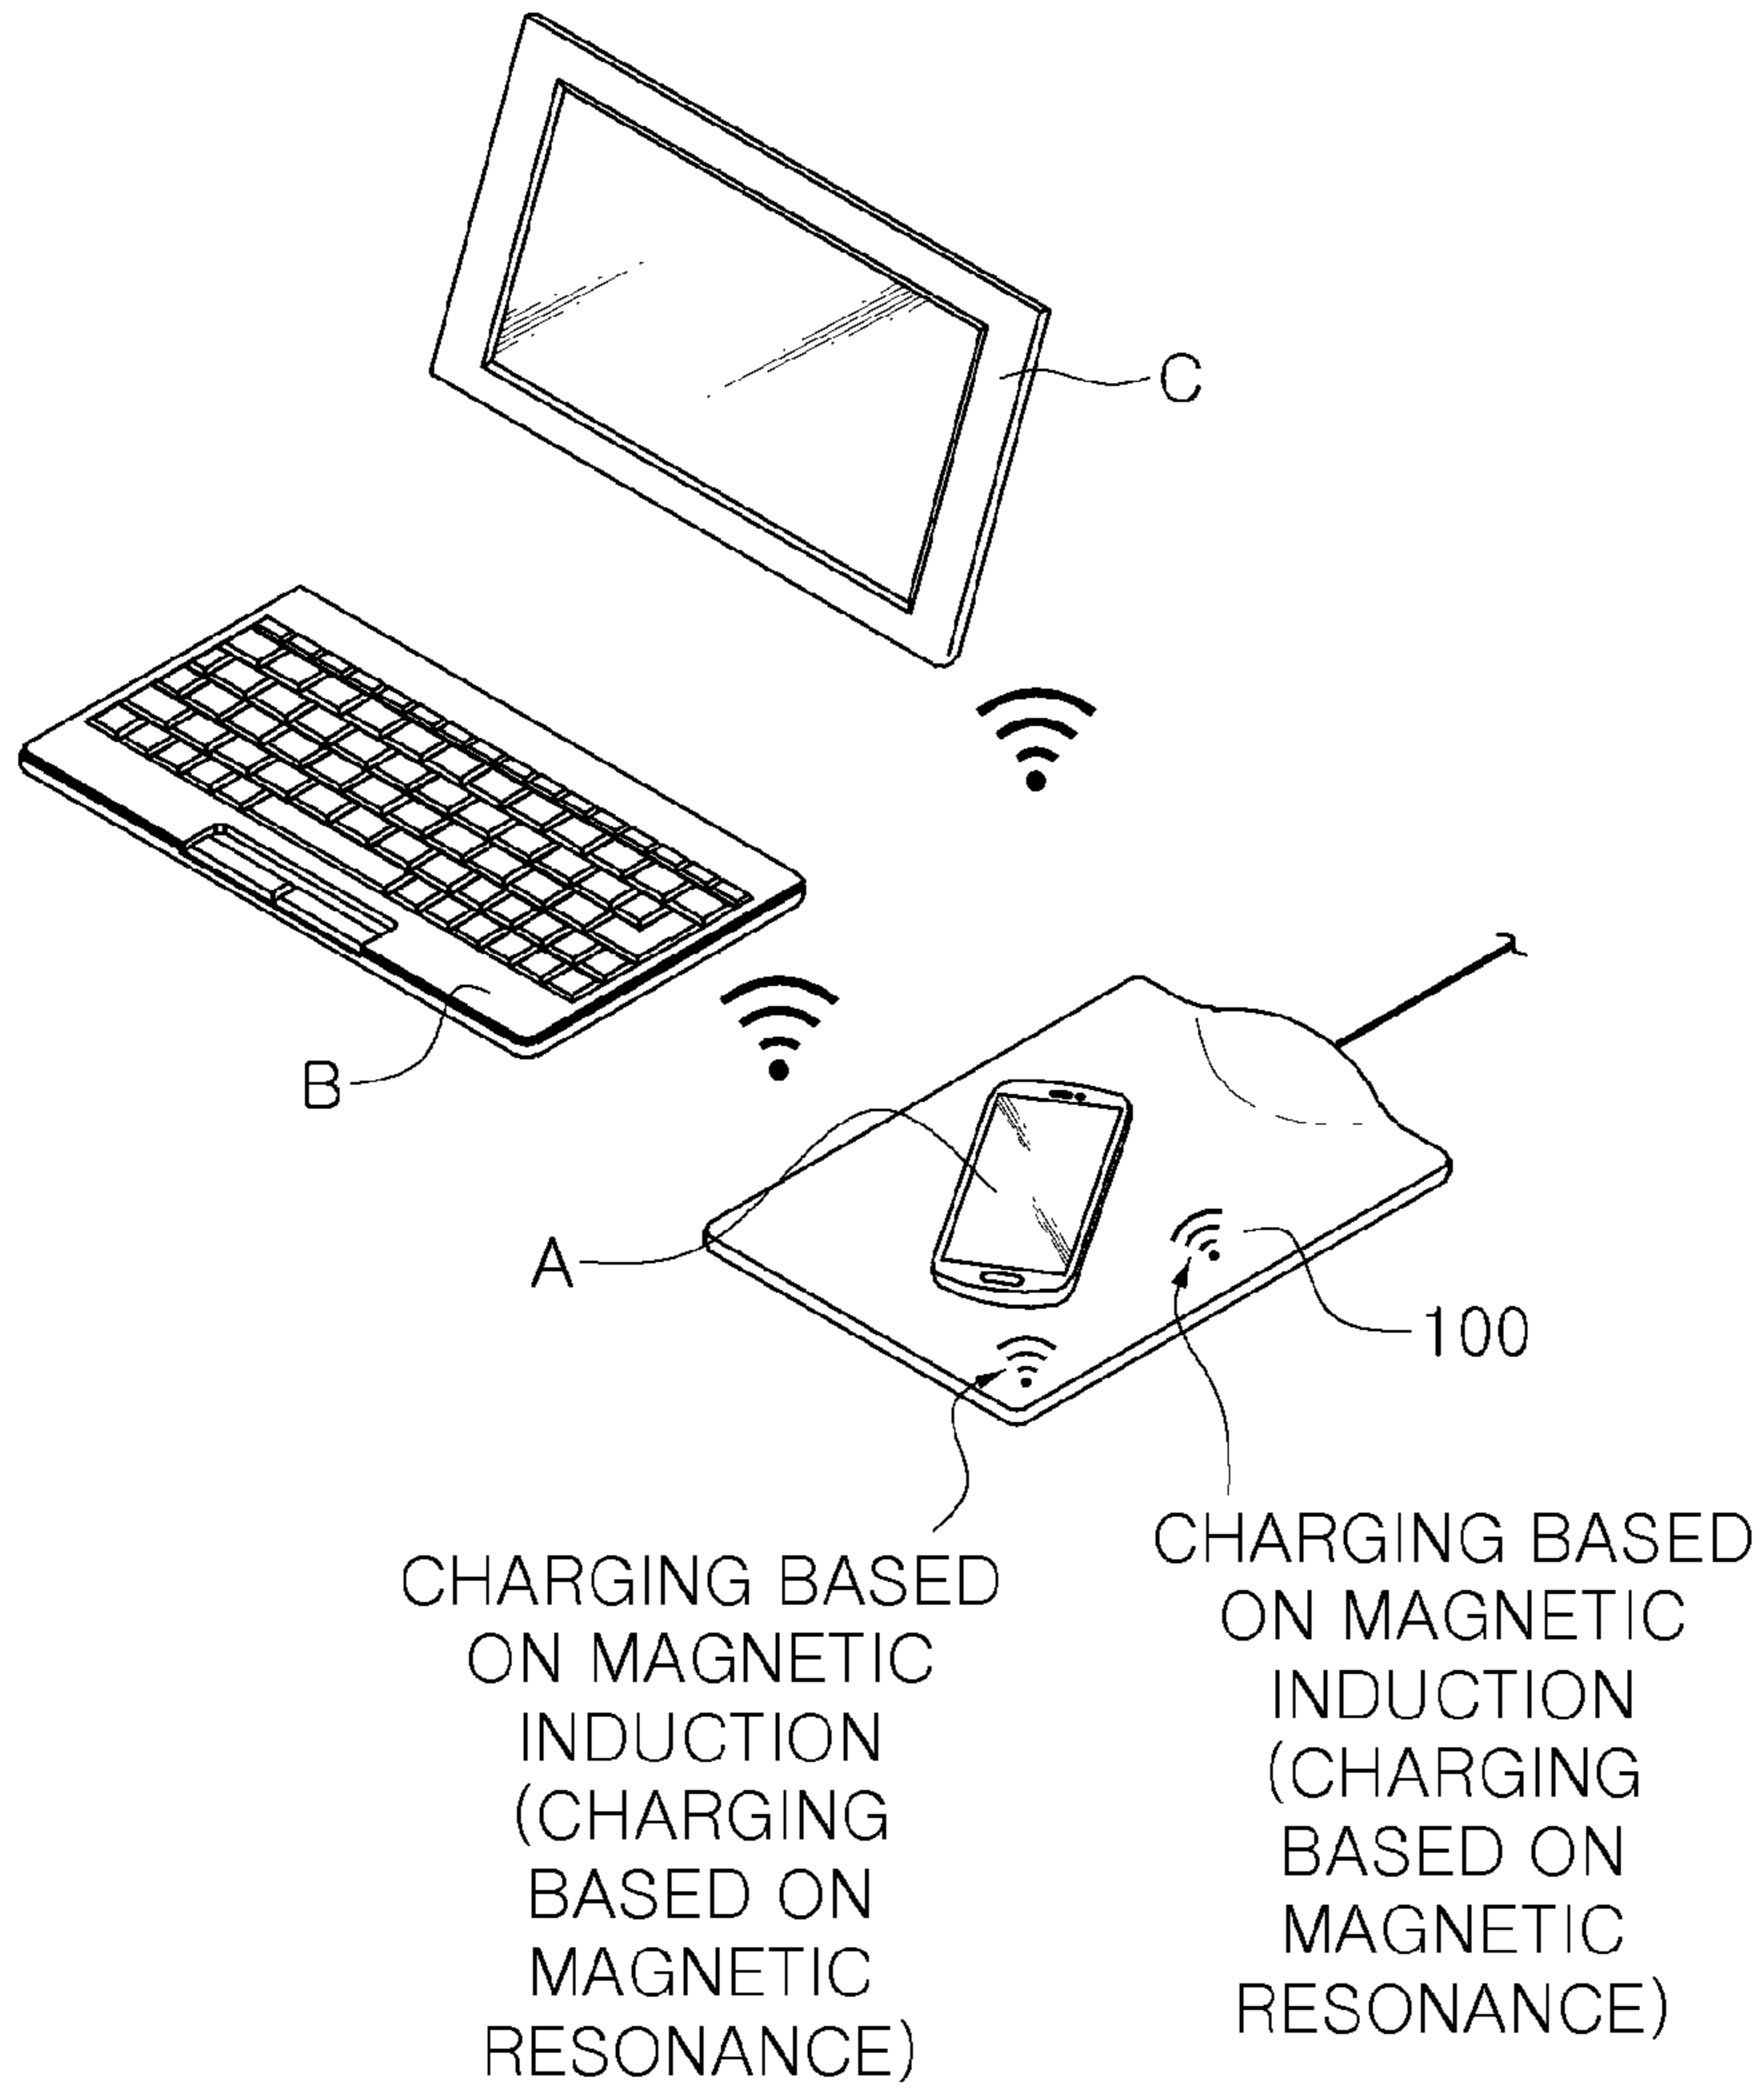 C
B
A
100
CHARGING BASED
ON MAGNETIC
INDUCTION
(CHARGING
BASED ON
MAGNETIC
RESONANCE)
CHARGING BASED
ON MAGNETIC
INDUCTION
(CHARGING
BASED ON
MAGNETIC
RESONANCE)